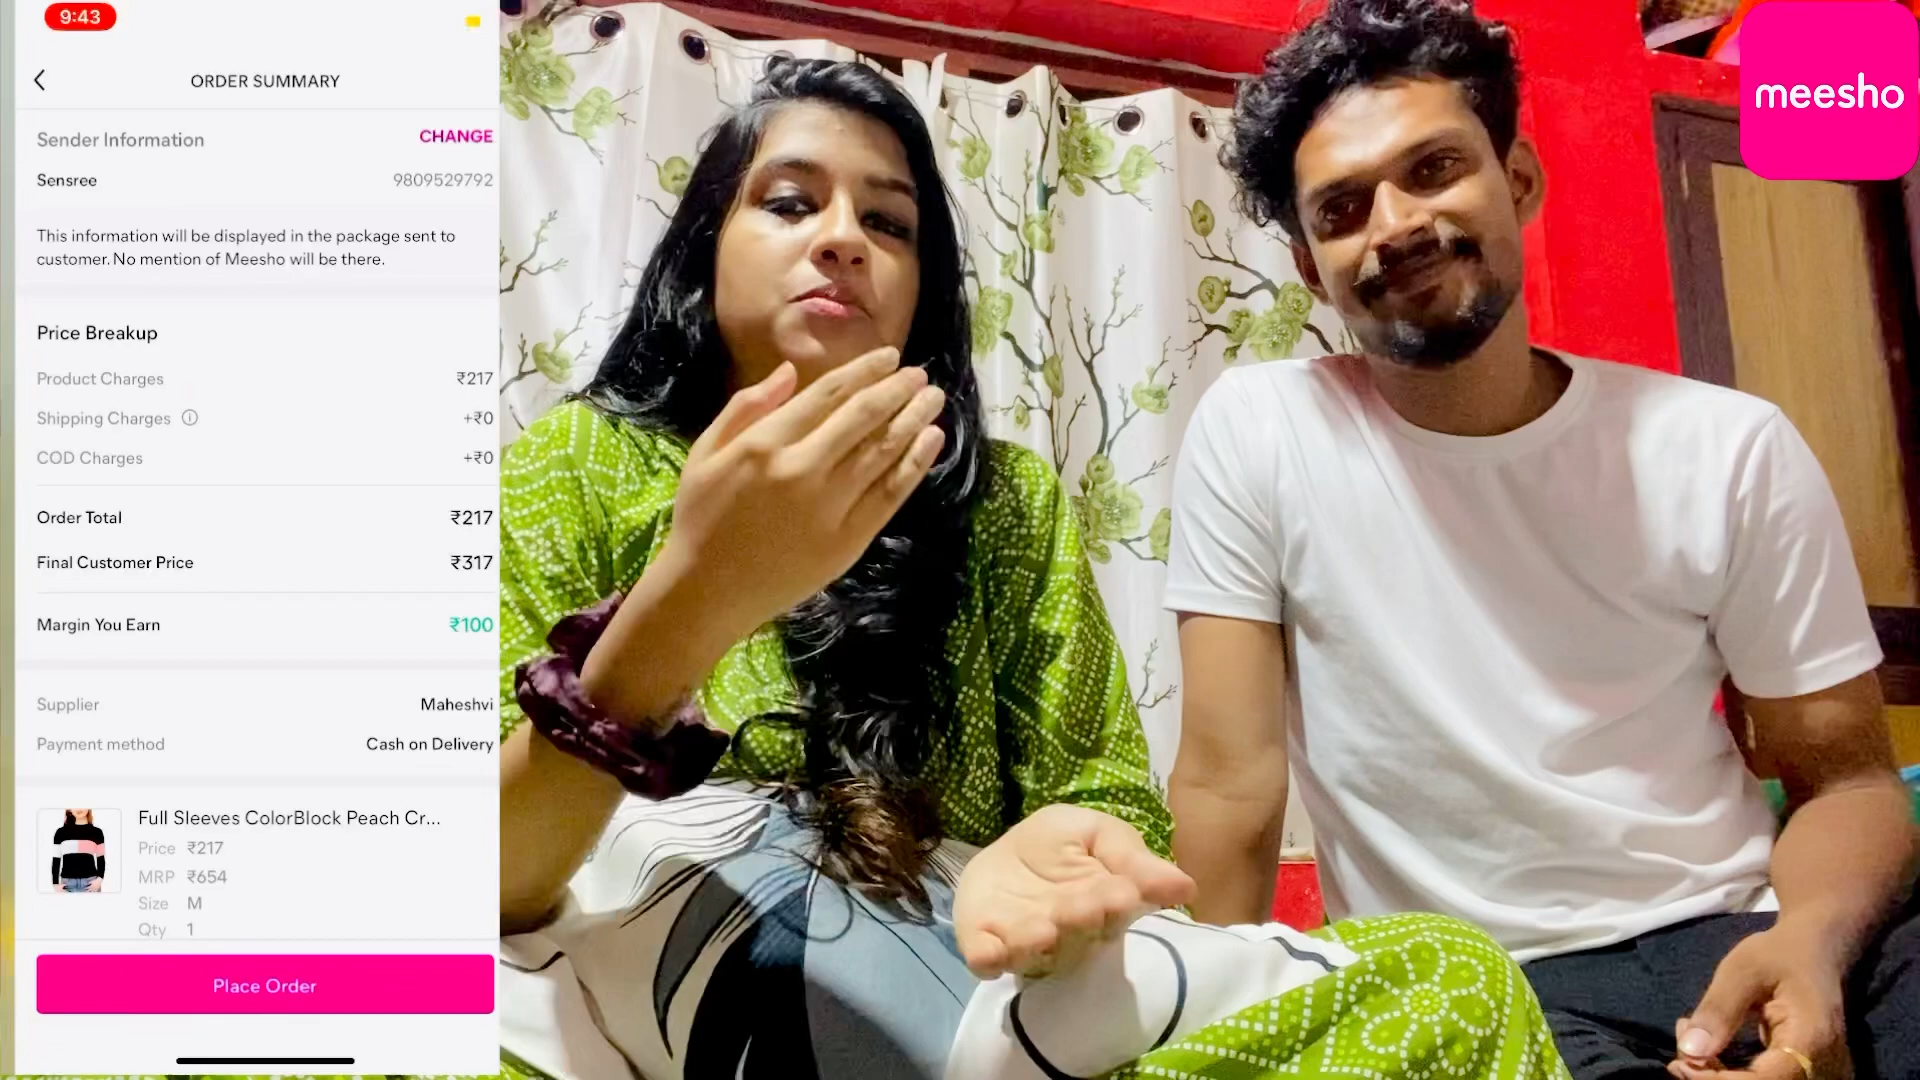 9:43
ORDER SUMMARY
Sender Information CHANGE
Sensree 9809529792
This information will be displayed in the package sent to
customer. No mention of Meesho will be there.
Price Breakup
Product Charges ₹217
Shipping Charges +₹0
COD Charges +₹0
Order Total ₹217
Final Customer Price ₹317
Margin You Earn ₹100
Supplier Maheshvi
Payment method Cash on Delivery
Full Sleeves ColorBlock Peach Cr...
Price ₹217
MRP ₹654
Size M
Qty 1
Place Order
meesho